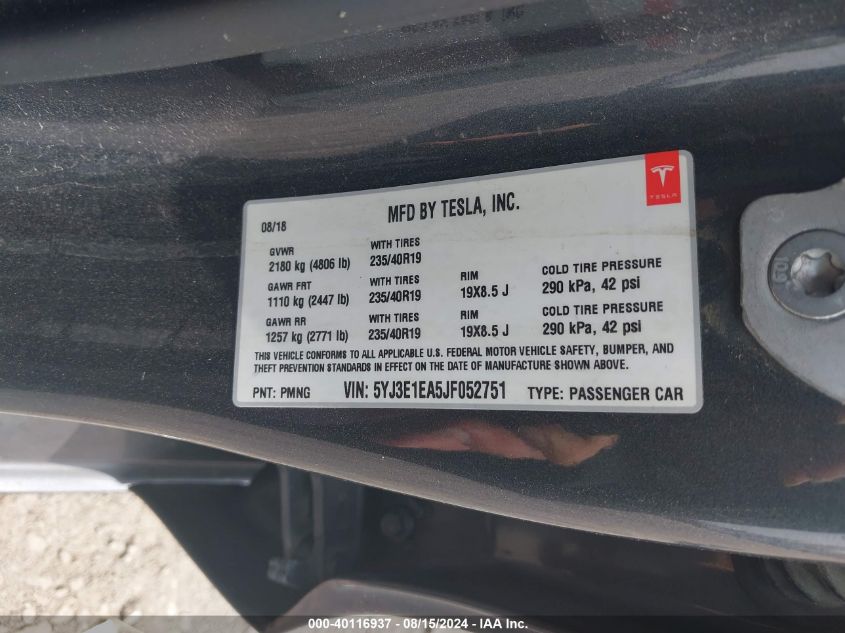 MFD BY TESLA, INC.
TESLA
08/18
GVWR WITH TIRES
2180 kg (4806 lb) 235/40R19
GAWR FRT WITH TIRES RIM COLD TIRE PRESSURE
1110 kg (2447 lb) 235/40R19 19X8.5 J 290 kPa, 42 psi
GAWR RR WITH TIRES RIM COLD TIRE PRESSURE
1257 kg (2771 lb) 235/40R19 19X8.5 J 290 kPa, 42 psi
THIS VEHICLE CONFORMS TO ALL APPLICABLE U.S. FEDERAL MOTOR VEHICLE SAFETY, BUMPER, AND
THEFT PREVENTION STANDARDS IN EFFECT ON THE DATE OF MANUFACTURE SHOWN ABOVE.
PNT: PMNG VIN: 5YJ3E1EA5JF052751 TYPE: PASSENGER CAR
000-40116937 - 08/15/2024 - IAA Inc.